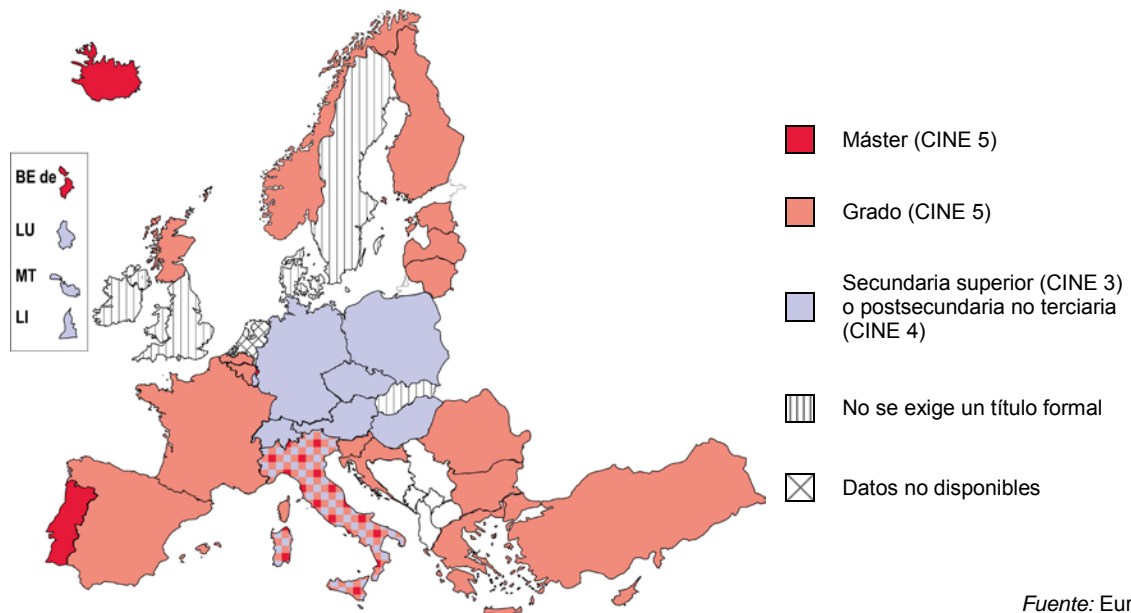 BE de
LU
MT
LI
Máster (CINE 5)
Grado (CINE 5)
Secundaria superior (CINE 3)
o postsecundaria no terciaria
(CINE 4)
No se exige un título formal
Datos no disponibles
Fuente: Eur